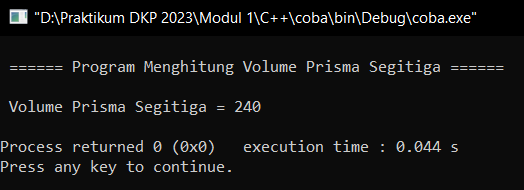 "D:\Praktikum DKP 2023\Modul 1\C++\coba\bin\Debug\coba.exe"
====== Program Menghitung Volume Prisma Segitiga ======
Volume Prisma Segitiga = 240
Process returned 0 (0x0)   execution time : 0.044 s
Press any key to continue.